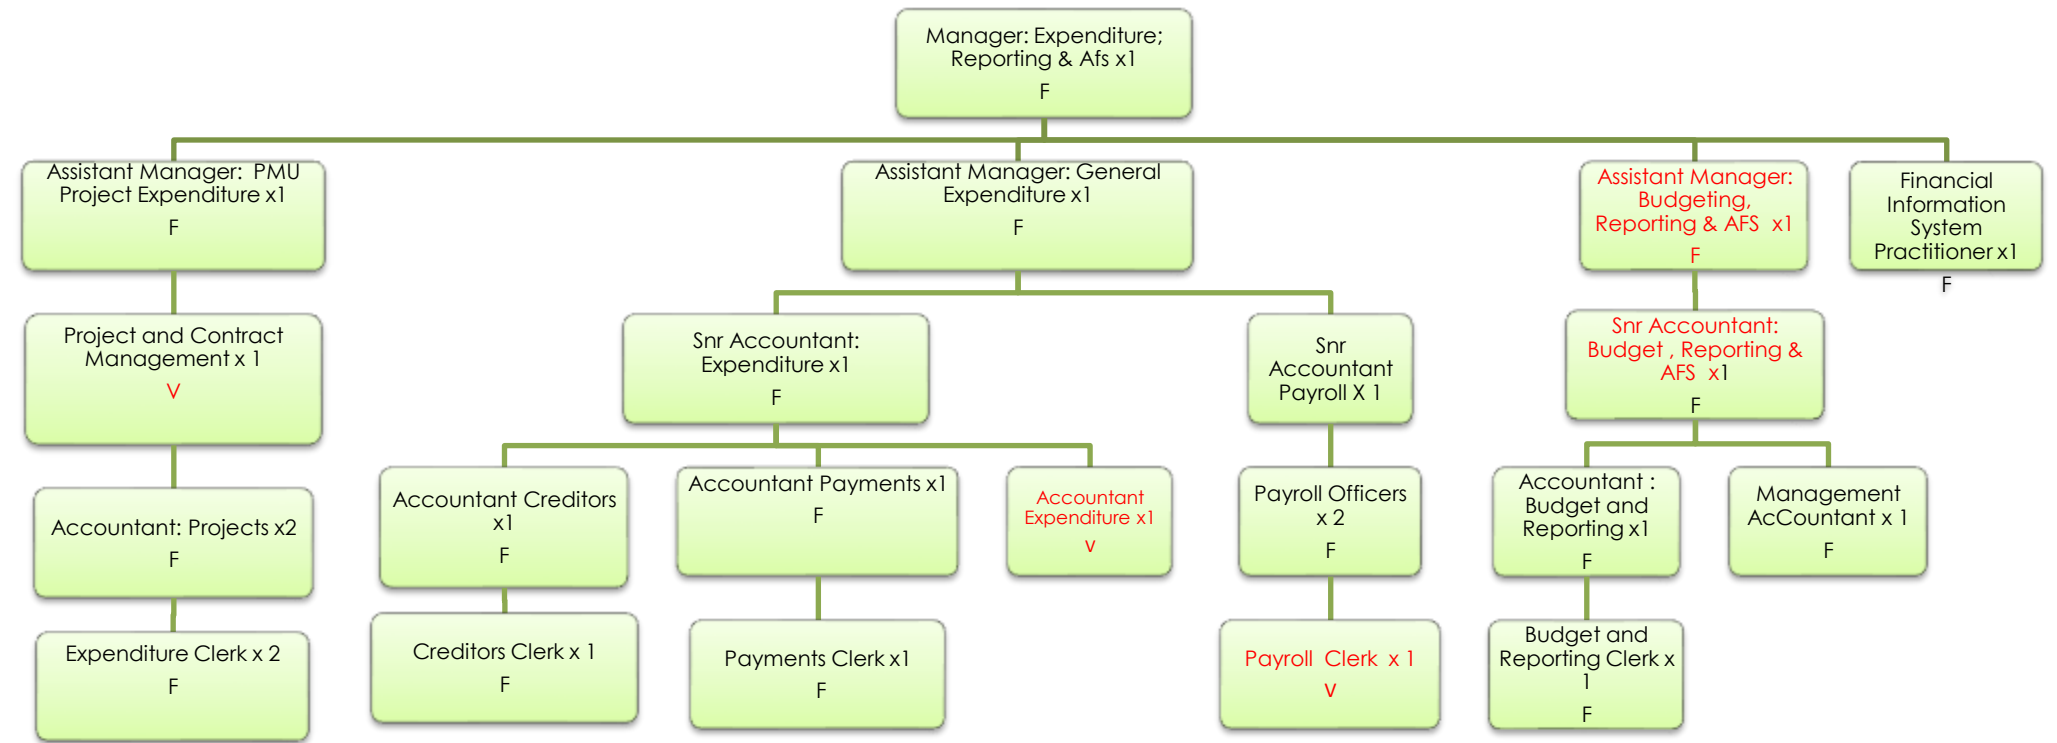 Manager: Expenditure;
Reporting & Afs x1
F
Assistant Manager:  PMU
Project Expenditure x1
F
Assistant Manager: General
Expenditure x1
F
Assistant Manager:
Budgeting,
Reporting & AFS  x1
F
Financial
Information
System
Practitioner x1
F
Project and Contract
Management x 1
V
Snr Accountant:
Expenditure x1
F
Snr
Accountant
Payroll X 1
Snr Accountant:
Budget , Reporting &
AFS  x1
F
Accountant: Projects x2
F
Accountant Creditors
x1
F
Accountant Payments x1
F
Accountant
Expenditure x1
V
Payroll Officers
x 2
F
Accountant :
Budget and
Reporting x1
F
Management
AcCountant x 1
F
Expenditure Clerk x 2
F
Creditors Clerk x 1
F
Payments Clerk x1
F
Payroll  Clerk  x 1
V
Budget and
Reporting Clerk x
1
F